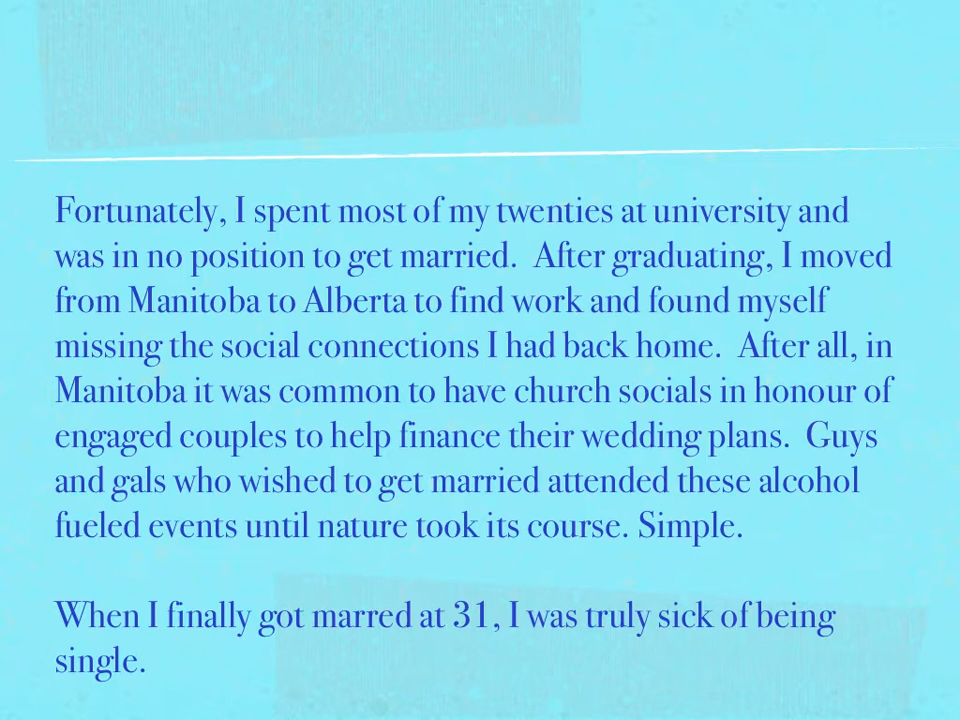 Fortunately, I spent most of my twenties at university and
was in no position to get married.  After graduating, I moved
from Manitoba to Alberta to find work and found myself
missing the social connections I had back home.  After all, in
Manitoba it was common to have church socials in honour of
engaged couples to help finance their wedding plans.  Guys
and gals who wished to get married attended these alcohol
fueled events until nature took its course. Simple.

When I finally got marred at 31, I was truly sick of being
single.